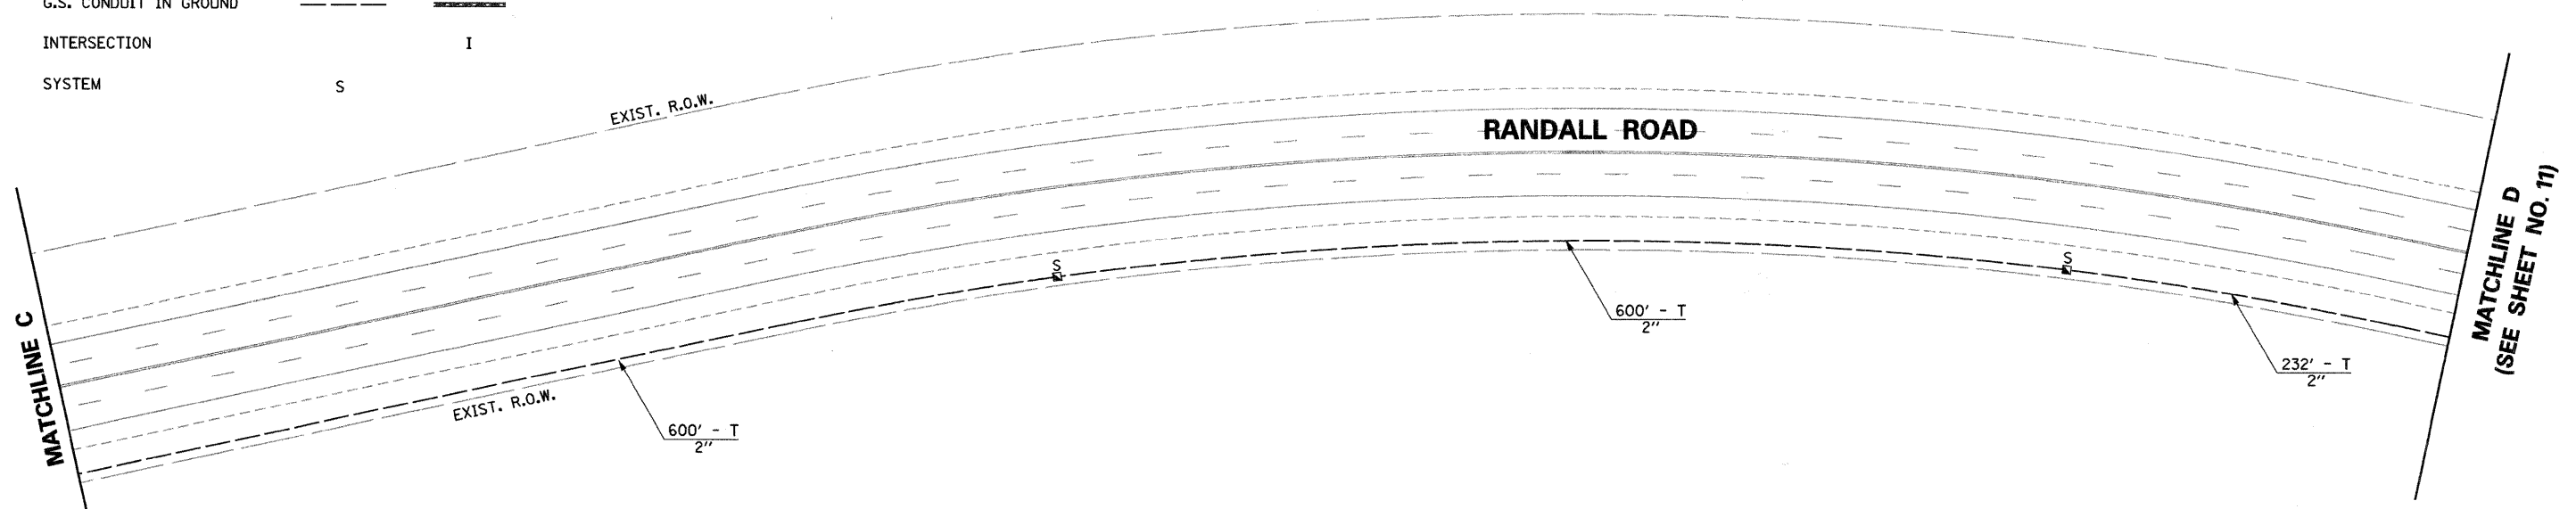 G.S. CONDUIT IN GROUND
INTERSECTION I
SYSTEM S
EXIST. R.O.W.
RANDALL ROAD
MATCHLINE C
S
S
EXIST. R.O.W.
600' - T
2"
600' - T
2"
232' - T
2"
MATCHLINE D
(SEE SHEET NO. 11)